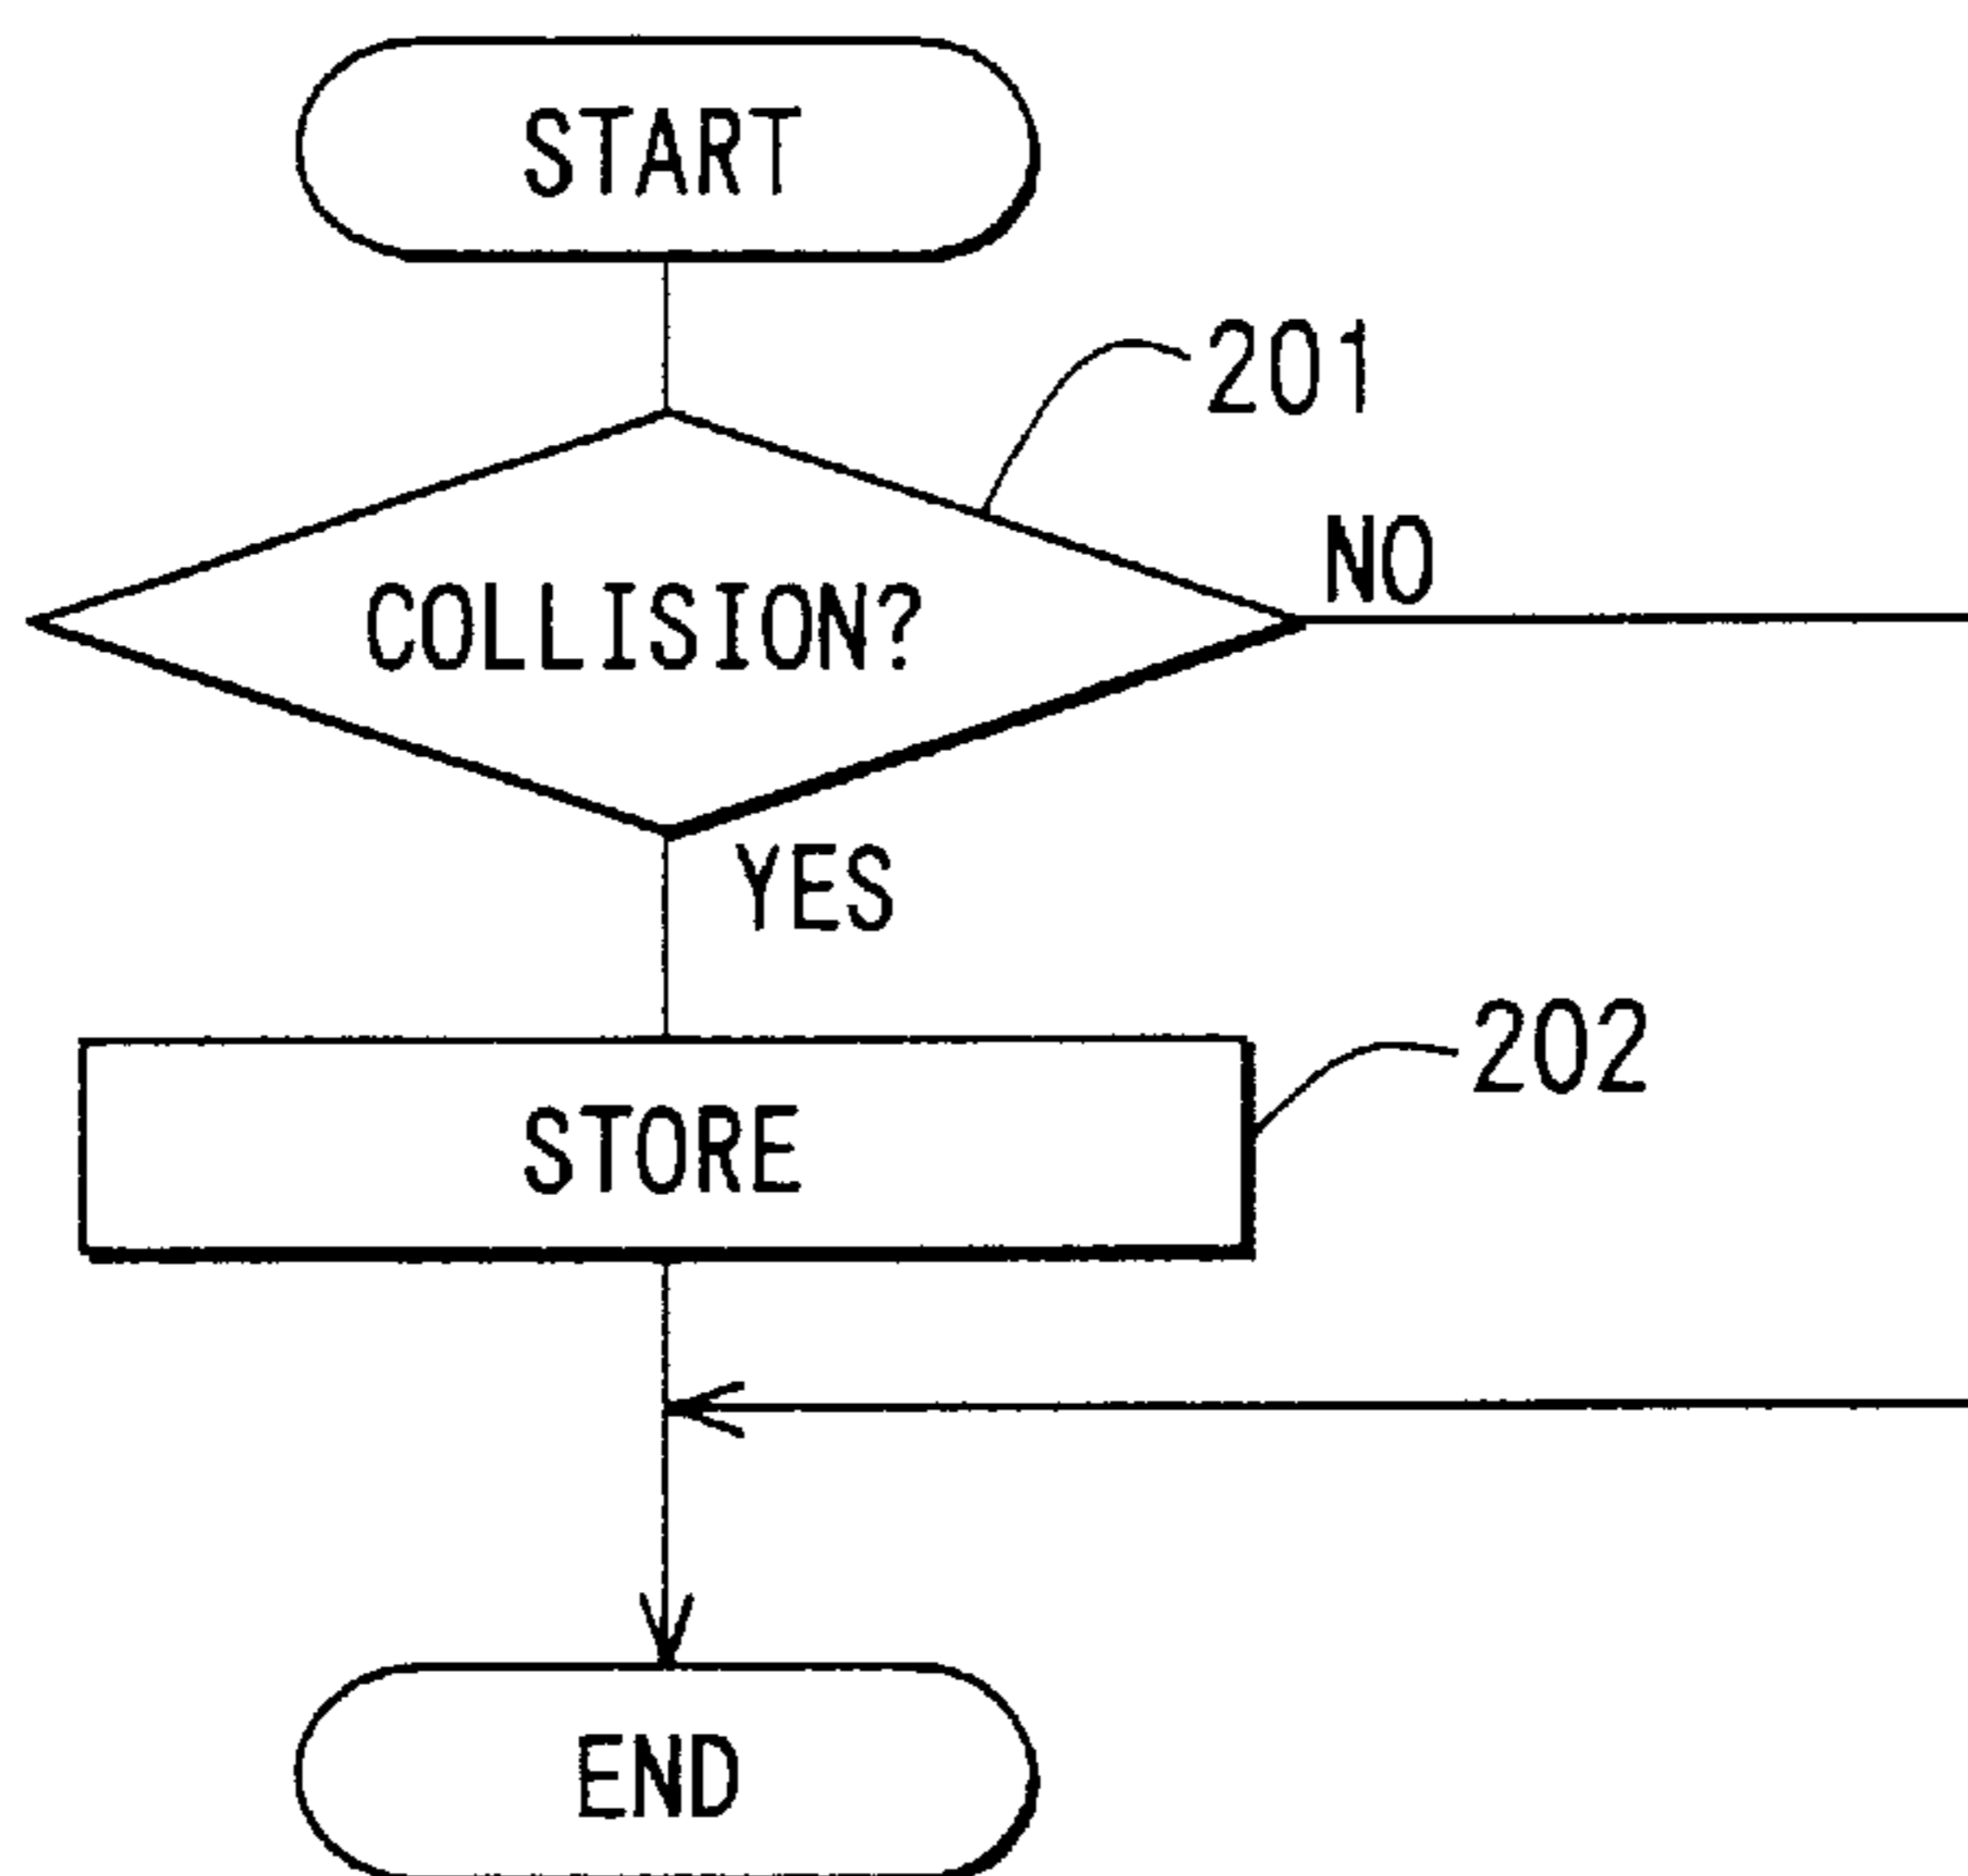 START
201
NO
COLLISION?
YES
202
STORE
END